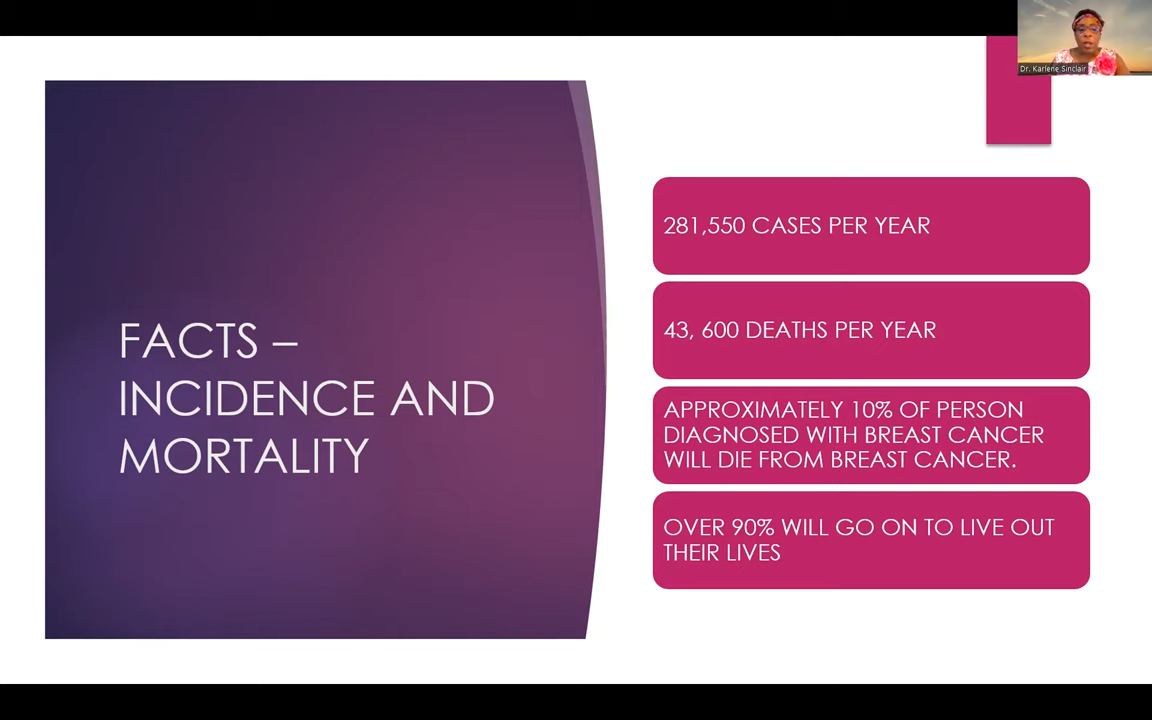 Dr. Karlene Sinclair
FACTS –
INCIDENCE AND
MORTALITY
281,550 CASES PER YEAR
43, 600 DEATHS PER YEAR
APPROXIMATELY 10% OF PERSON
DIAGNOSED WITH BREAST CANCER
WILL DIE FROM BREAST CANCER.
OVER 90% WILL GO ON TO LIVE OUT
THEIR LIVES